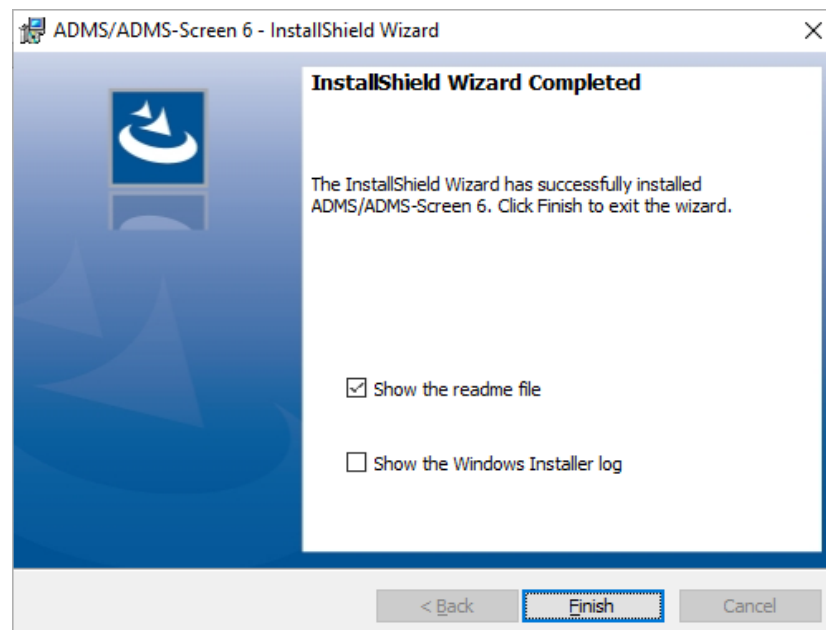 ADMS/ADMS-Screen 6 - InstallShield Wizard
InstallShield Wizard Completed
The InstallShield Wizard has successfully installed
ADMS/ADMS-Screen 6. Click Finish to exit the wizard.
Show the readme file
Show the Windows Installer log
< Back
Finish
Cancel